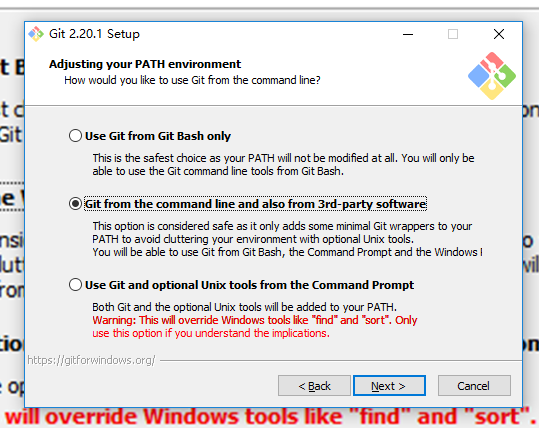 Git 2.20.1 Setup
Adjusting your PATH environment
How would you like to use Git from the command line?
Use Git from Git Bash only
This is the safest choice as your PATH will not be modified at all. You will only be
able to use the Git command line tools from Git Bash.
Git from the command line and also from 3rd-party software
This option is considered safe as it only adds some minimal Git wrappers to your
PATH to avoid cluttering your environment with optional Unix tools.
You will be able to use Git from Git Bash, the Command Prompt and the Windows
Use Git and optional Unix tools from the Command Prompt
Both Git and the optional Unix tools will be added to your PATH.
Warning: This will override Windows tools like "find" and "sort". Only
use this option if you understand the implications.
https://gitforwindows.org/
< Back
Next >
Cancel
will override Windows tools like "find" and "sort".